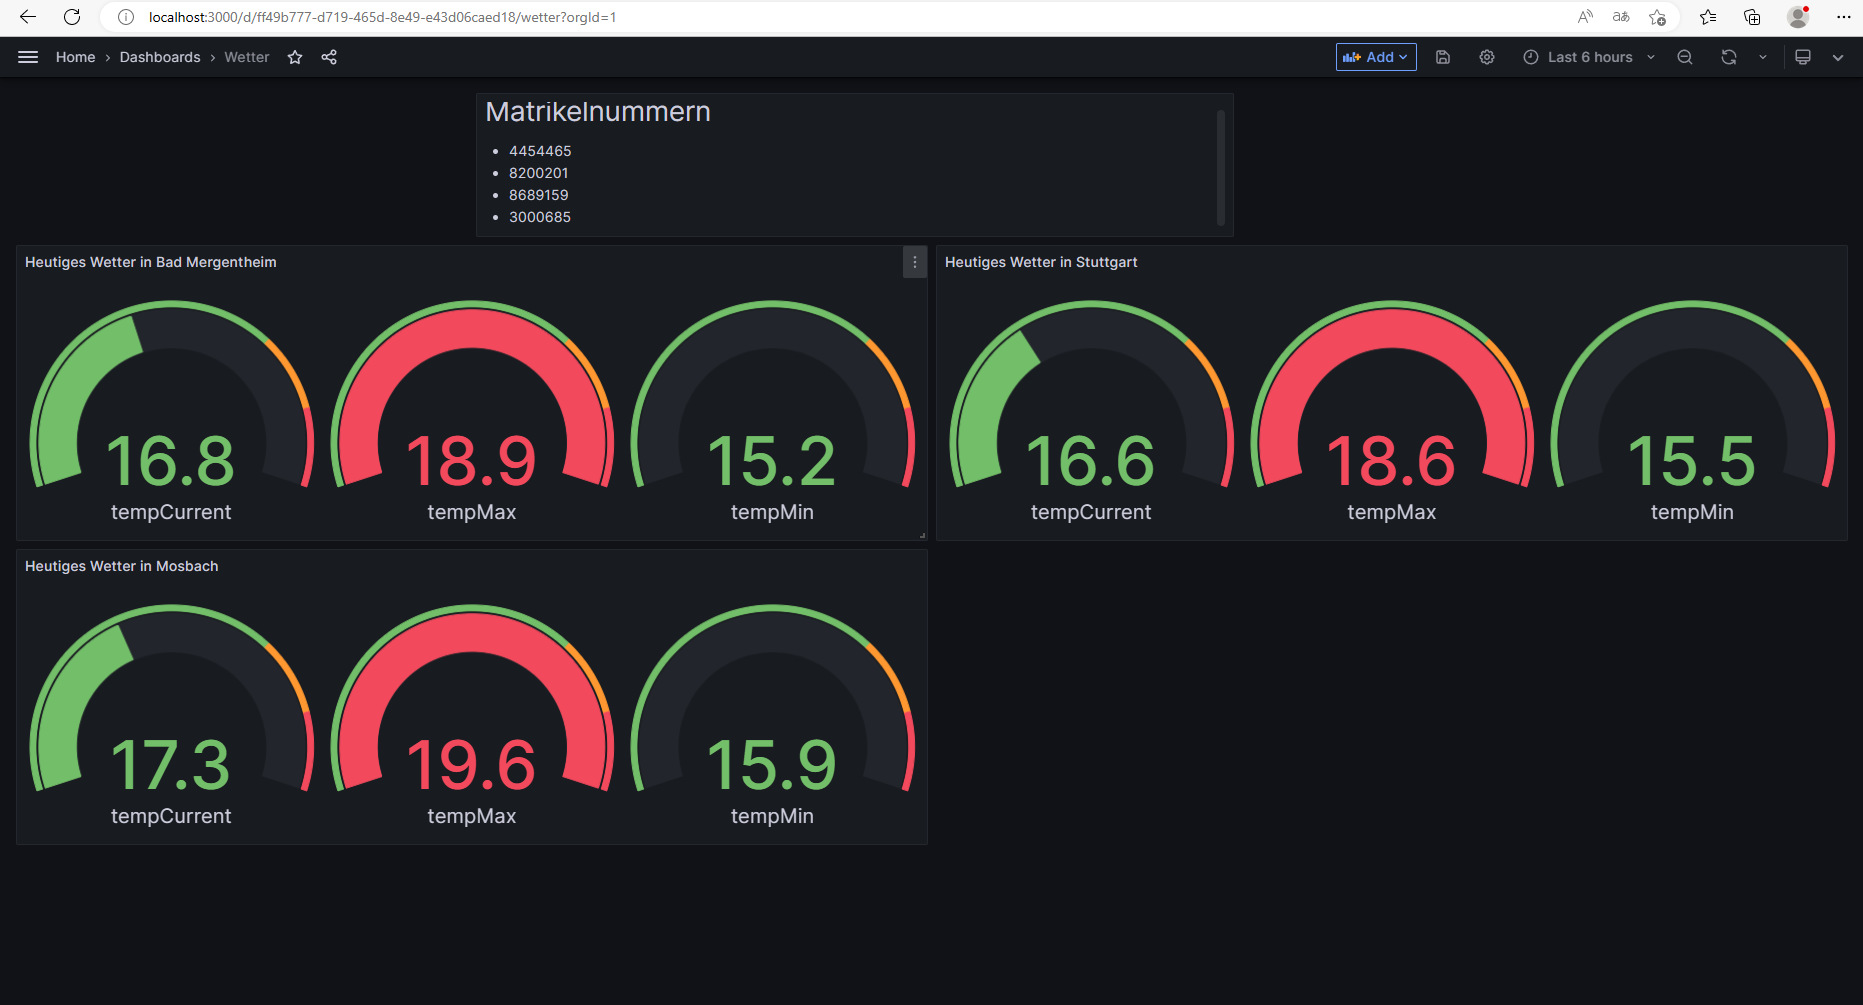 localhost:3000/d/ff49b777-d719-465d-8e49-e43d06caed18/wetter?orgId=1
Home › Dashboards › Wetter
Add
Last 6 hours
Matrikelnummern
• 4454465
• 8200201
• 8689159
• 3000685
Heutiges Wetter in Bad Mergentheim
16.8 18.9 15.2
tempCurrent tempMax tempMin
Heutiges Wetter in Stuttgart
16.6 18.6 15.5
tempCurrent tempMax tempMin
Heutiges Wetter in Mosbach
17.3 19.6 15.9
tempCurrent tempMax tempMin